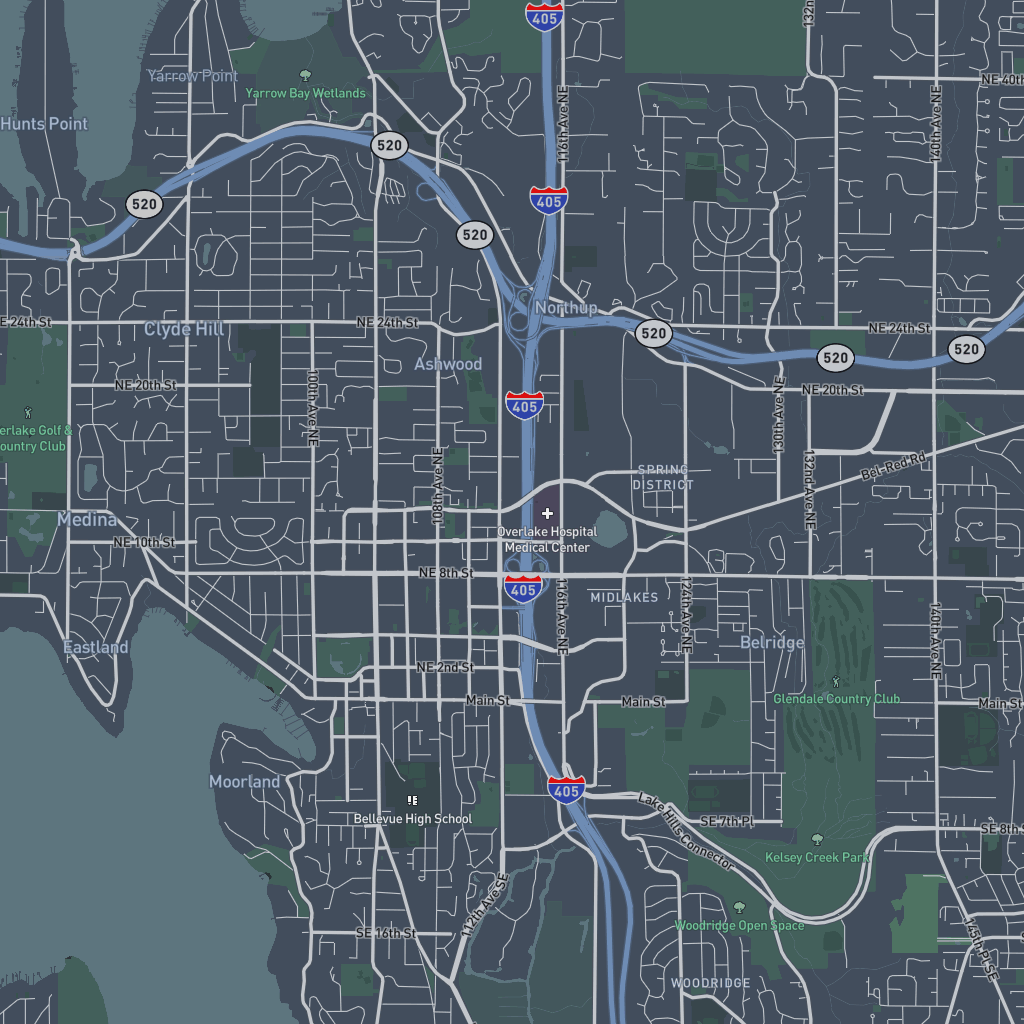 405
Yarrow Point
Yarrow Bay Wetlands
NE 40th
Hunts Point
132n
116th Ave NE
140th Ave NE
520
520
405
520
Northup
E 24th St
Clyde Hill
NE 24th St
520
NE 24th St
520
520
Ashwood
NE 20th St
NE 20th St
405
100th Ave NE
130th Ave NE
erlake Golf &
ountry Club
108th Ave NE
SPRING
DISTRICT
Bel-Red Rd
132nd Ave NE
Medina
Overlake Hospital
Medical Center
NE 10th St
NE 8th St
405
MIDLAKES
116th Ave NE
124th Ave NE
140th Ave NE
Eastland
Belridge
NE 2nd St
Main St
Main St
Glendale Country Club
Main St
Moorland
405
Bellevue High School
Lake Hills Connector
SE 7th Pl
SE 8th
Kelsey Creek Park
112th Ave SE
Woodridge Open Space
SE 16th St
145th Pl SE
WOODRIDGE